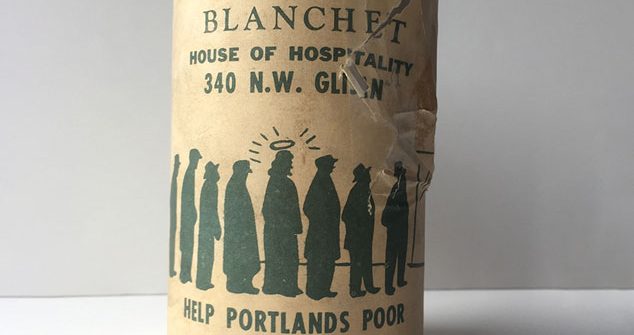 BLANCHET
HOUSE OF HOSPITALITY
340 N.W.
HELP PORTLANDS POOR